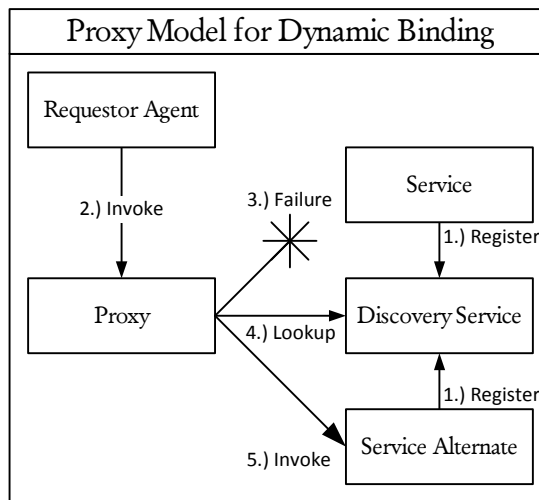 Proxy Model for Dynamic Binding
Requestor Agent
2.) Invoke
3.) Failure
Service
1.) Register
Proxy
4.) Lookup
Discovery Service
1.) Register
5.) Invoke
Service Alternate